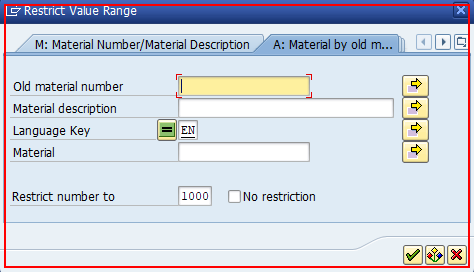 Restrict Value Range
M: Material Number/Material Description A: Material by old m...
Old material number
Material description
Language Key EN
Material
Restrict number to 1000 No restriction